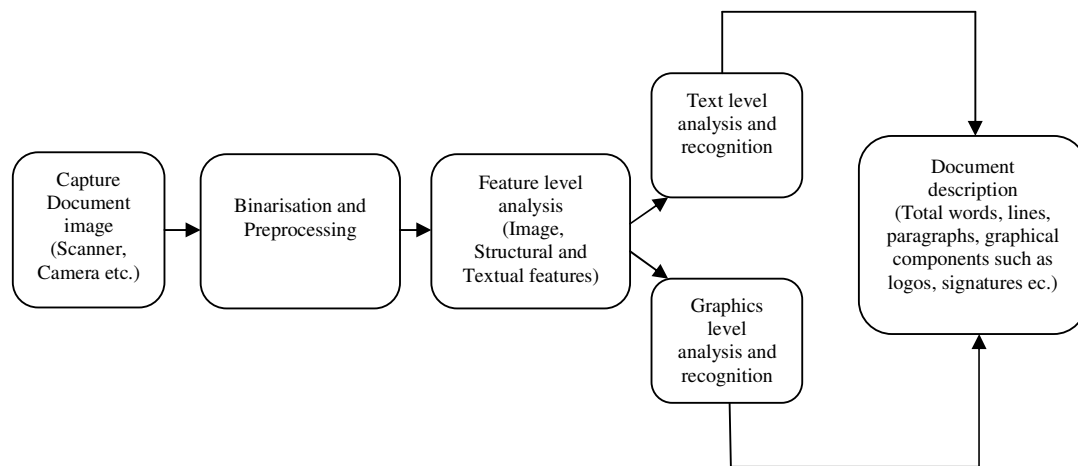 Capture
Document
image
(Scanner,
Camera etc.)
Binarisation and
Preprocessing
Feature level
analysis
(Image,
Structural and
Textual features)
Text level
analysis and
recognition
Graphics
level
analysis and
recognition
Document
description
(Total words, lines,
paragraphs, graphical
components such as
logos, signatures ec.)